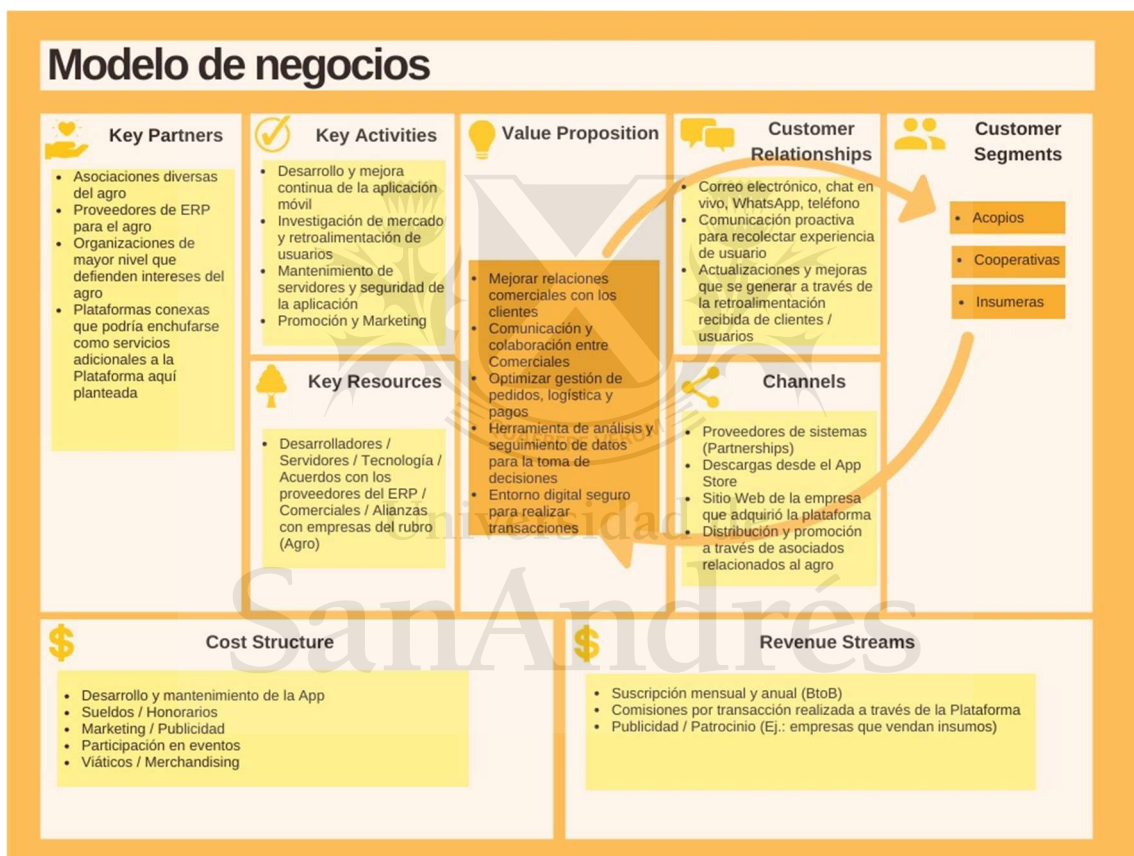 Modelo de negocios
Key Partners
• Asociaciones diversas
del agro
• Proveedores de ERP
para el agro
• Organizaciones de
mayor nivel que
defienden intereses del
agro
• Plataformas conexas
que podría enchufarse
como servicios
adicionales a la
Plataforma aquí
planteada
Key Activities
• Desarrollo y mejora
continua de la aplicación
móvil
• Investigación de mercado
y retroalimentación de
usuarios
• Mantenimiento de
servidores y seguridad de
la aplicación
• Promoción y Marketing
Key Resources
• Desarrolladores /
Servidores / Tecnología /
Acuerdos con los
proveedores del ERP /
Comerciales / Alianzas
con empresas del rubro
(Agro)
Value Proposition
• Mejorar relaciones
comerciales con los
clientes
• Comunicación y
colaboración entre
Comerciales
• Optimizar gestión de
pedidos, logística y
pagos
• Herramienta de análisis y
seguimiento de datos
para la toma de
decisiones
• Entorno digital seguro
para realizar
transacciones
Customer
Relationships
• Correo electrónico, chat en
vivo, WhatsApp, teléfono
• Comunicación proactiva
para recolectar experiencia
de usuario
• Actualizaciones y mejoras
que se generar a través de
la retroalimentación
recibida de clientes /
usuarios
Channels
• Proveedores de sistemas
(Partnerships)
• Descargas desde el App
Store
• Sitio Web de la empresa
que adquirió la plataforma
• Distribución y promoción
a través de asociados
relacionados al agro
Customer
Segments
• Acopios
• Cooperativas
• Insumeras
Cost Structure
• Desarrollo y mantenimiento de la App
• Sueldos / Honorarios
• Marketing / Publicidad
• Participación en eventos
• Viáticos / Merchandising
Revenue Streams
• Suscripción mensual y anual (BtoB)
• Comisiones por transacción realizada a través de la Plataforma
• Publicidad / Patrocinio (Ej.: empresas que vendan insumos)
Universidad de
SanAndrés